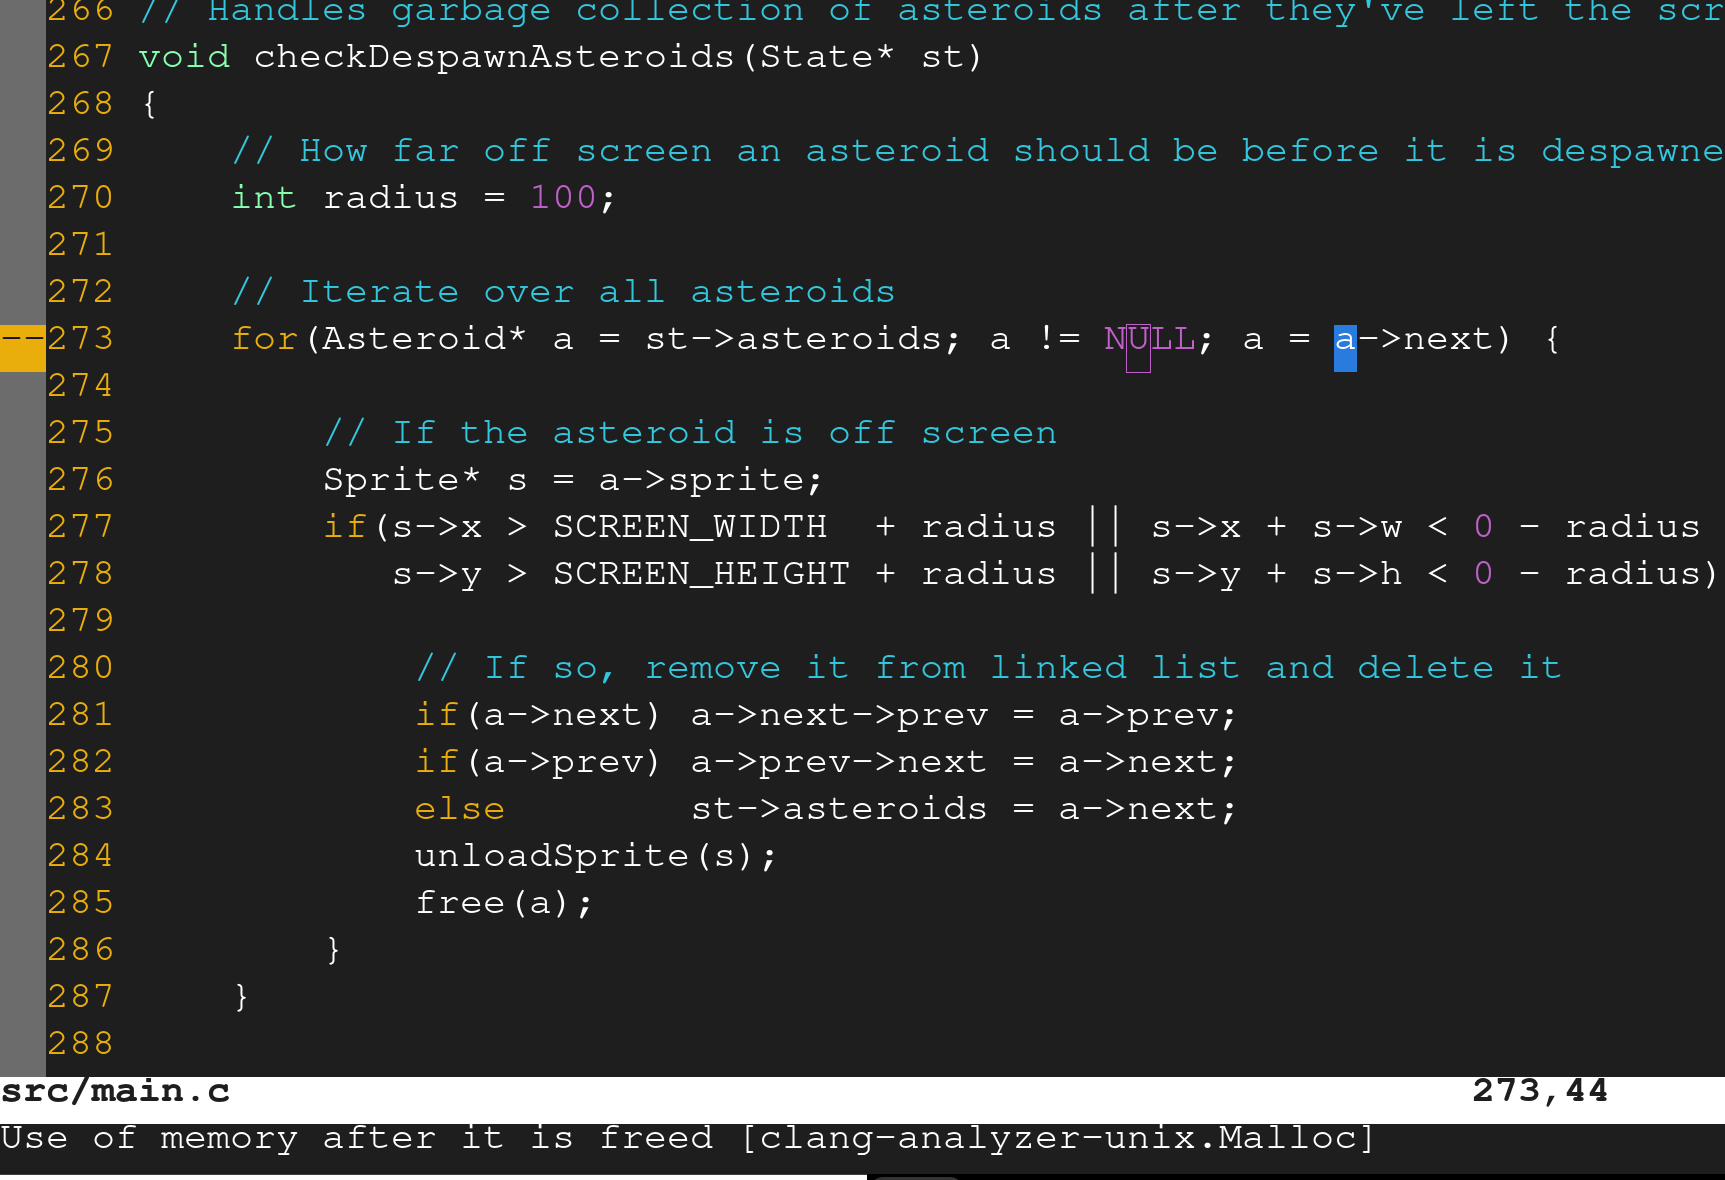 266 // Handles garbage collection of asteroids after they've left the scr
267 void checkDespawnAsteroids(State* st)
268 {
269     // How far off screen an asteroid should be before it is despawne
270     int radius = 100;
271
272     // Iterate over all asteroids
--273     for(Asteroid* a = st->asteroids; a != NULL; a = a->next) {
274
275         // If the asteroid is off screen
276         Sprite* s = a->sprite;
277         if(s->x > SCREEN_WIDTH  + radius || s->x + s->w < 0 - radius
278            s->y > SCREEN_HEIGHT + radius || s->y + s->h < 0 - radius)
279
280             // If so, remove it from linked list and delete it
281             if(a->next) a->next->prev = a->prev;
282             if(a->prev) a->prev->next = a->next;
283             else        st->asteroids = a->next;
284             unloadSprite(s);
285             free(a);
286         }
287     }
288
src/main.c 273,44
Use of memory after it is freed [clang-analyzer-unix.Malloc]